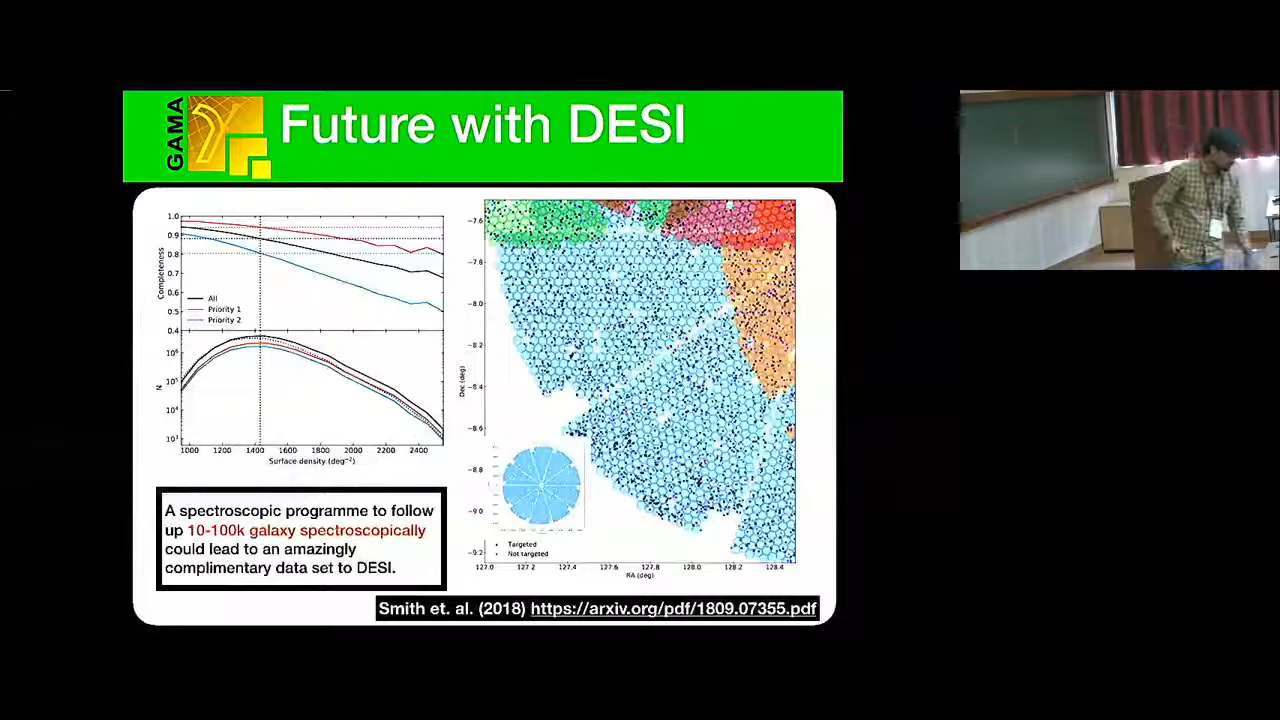 GAMA
Future with DESI
1.0
0.9
0.8
0.7
0.6
0.5
0.4
Completeness
All
Priority 1
Priority 2
10⁶
10⁵
10⁴
10³
N
1000 1200 1400 1600 1800 2000 2200 2400
Surface density (deg⁻²)
−7.6
−7.8
−8.0
−8.2
−8.4
−8.6
−8.8
−9.0
−9.2
Dec (deg)
Targeted
Not targeted
127.0 127.2 127.4 127.6 127.8 128.0 128.2 128.4
RA (deg)
A spectroscopic programme to follow
up 10-100k galaxy spectroscopically
could lead to an amazingly
complimentary data set to DESI.
Smith et. al. (2018) https://arxiv.org/pdf/1809.07355.pdf